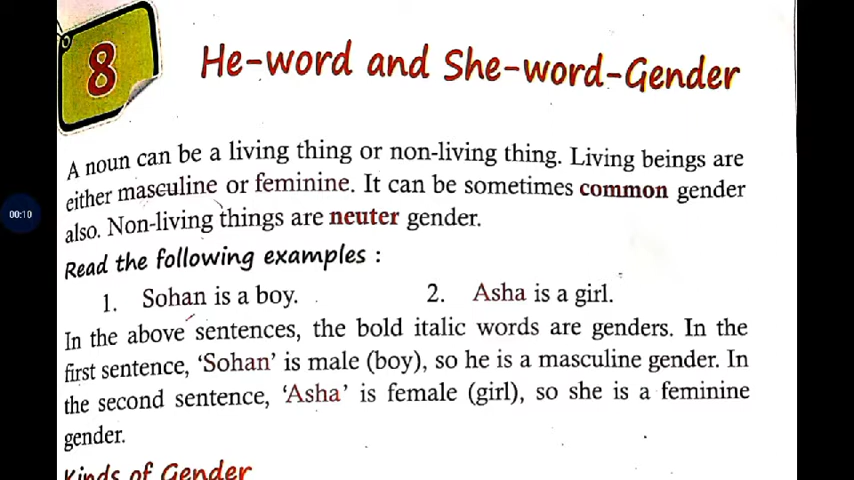 8
He-word and She-word-Gender
A noun can be a living thing or non-living thing. Living beings are
either masculine or feminine. It can be sometimes common gender
also. Non-living things are neuter gender.
00:10
Read the following examples :
1. Sohan is a boy. 2. Asha is a girl.
In the above sentences, the bold italic words are genders. In the
first sentence, 'Sohan' is male (boy), so he is a masculine gender. In
the second sentence, 'Asha' is female (girl), so she is a feminine
gender.
Kinds of Gender